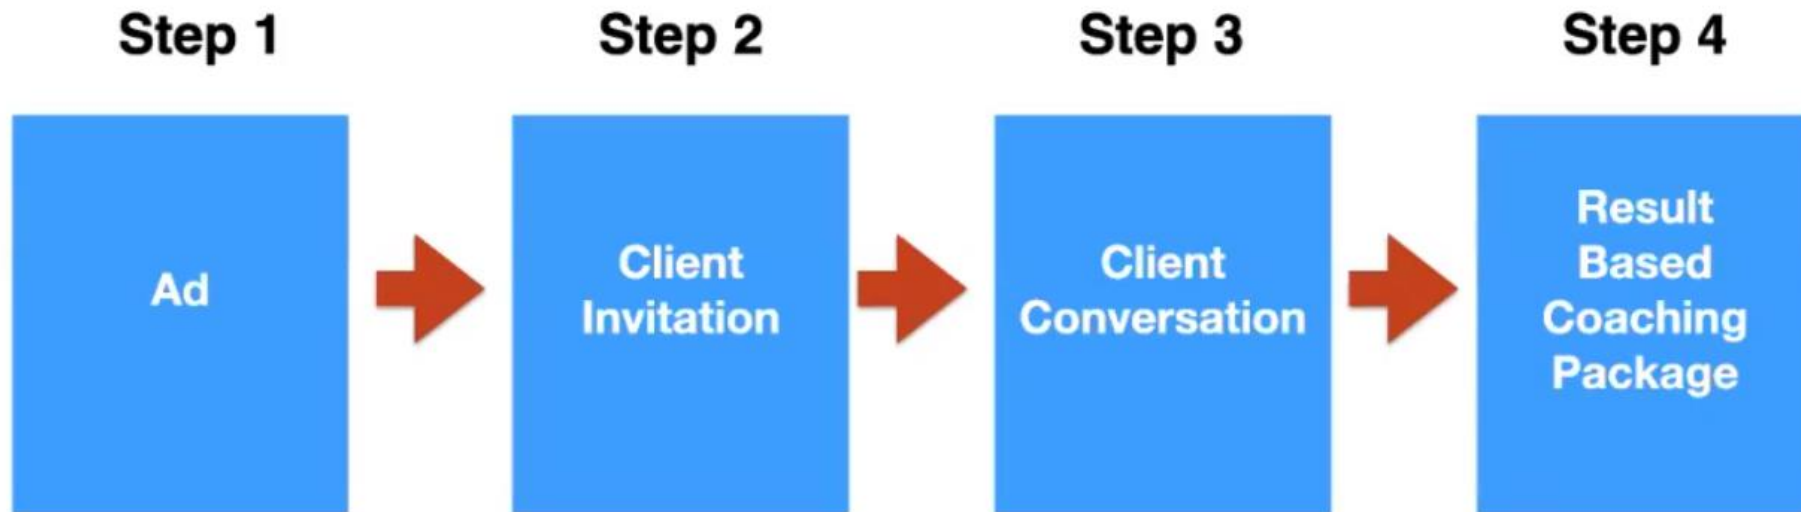 Step 1
Step 2
Step 3
Step 4
Ad
Client
Invitation
Client
Conversation
Result
Based
Coaching
Package